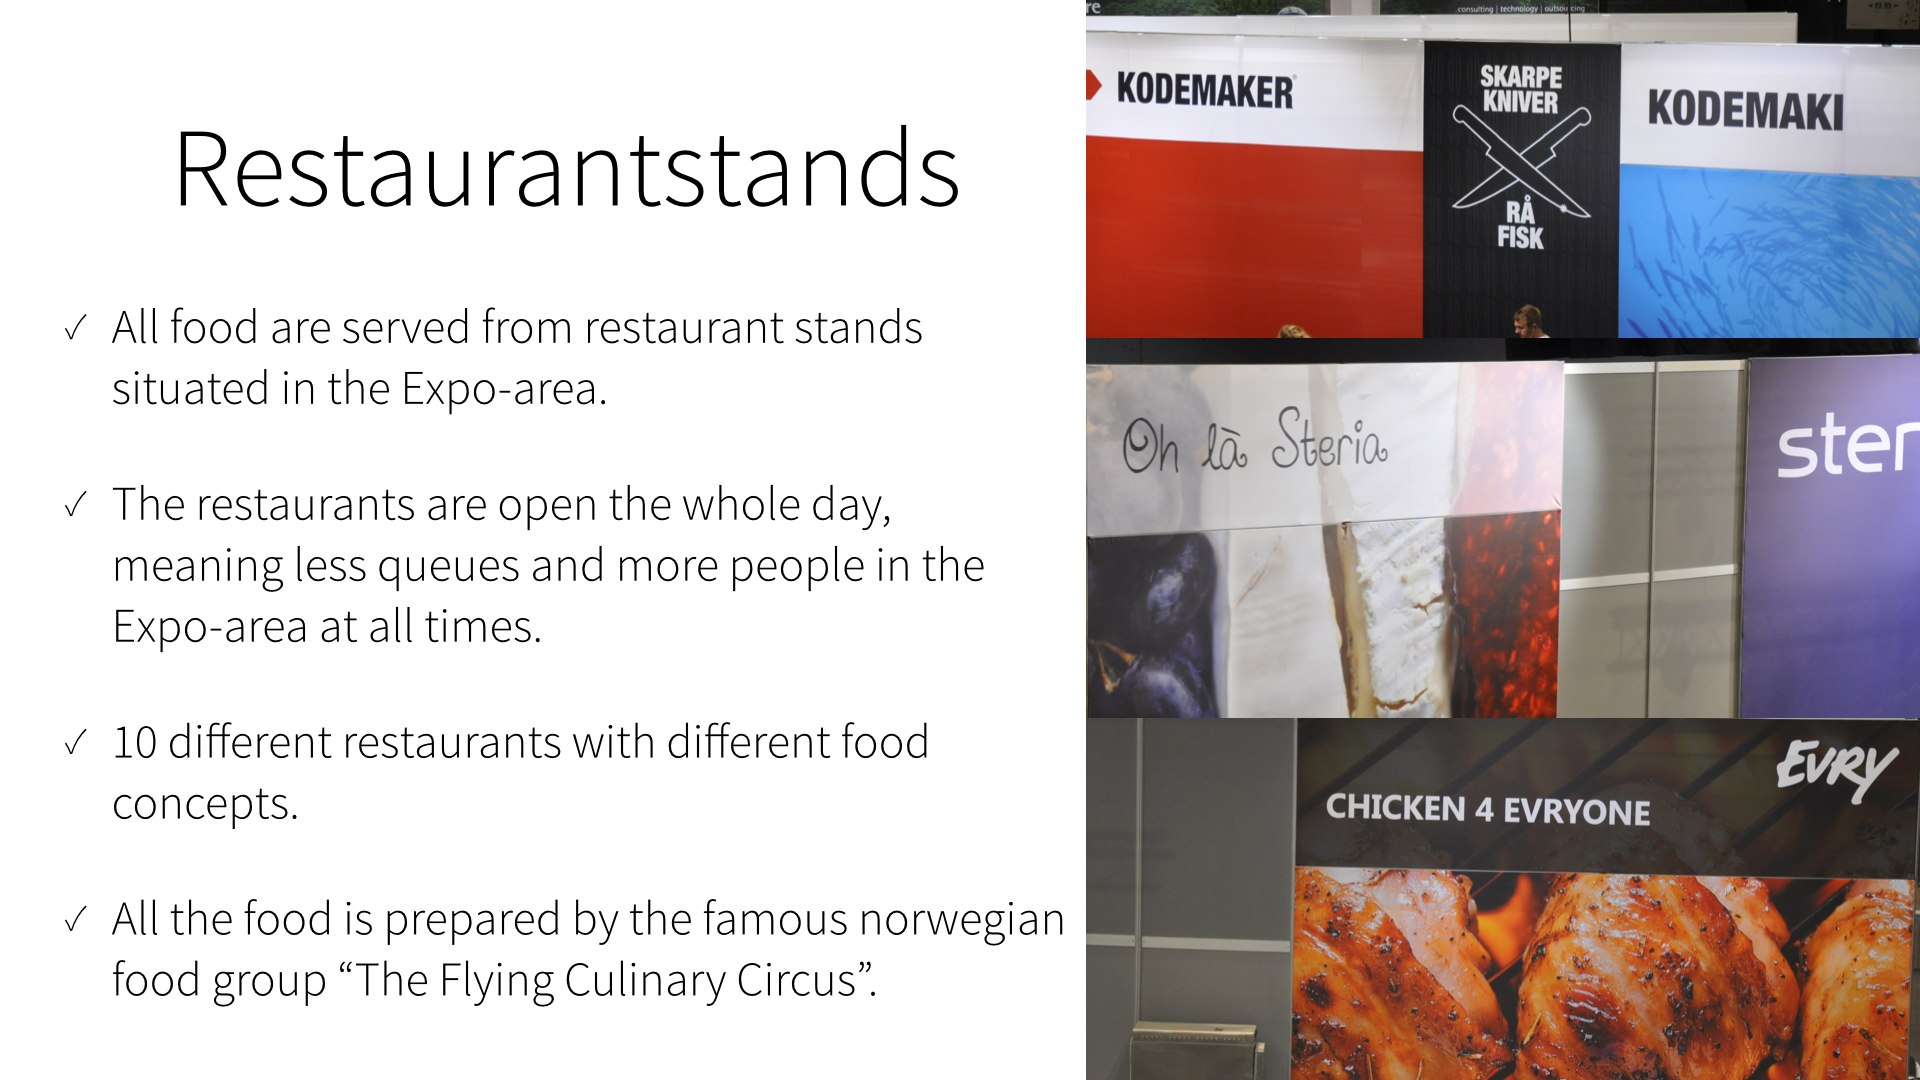 Restaurantstands
✓ All food are served from restaurant stands
situated in the Expo-area.
✓ The restaurants are open the whole day,
meaning less queues and more people in the
Expo-area at all times.
✓ 10 different restaurants with different food
concepts.
✓ All the food is prepared by the famous norwegian
food group “The Flying Culinary Circus”.
re
consulting | technology | outsourcing
KODEMAKER
SKARPE
KNIVER
RÅ
FISK
KODEMAKI
Oh là Steria
ster
EVRY
CHICKEN 4 EVRYONE